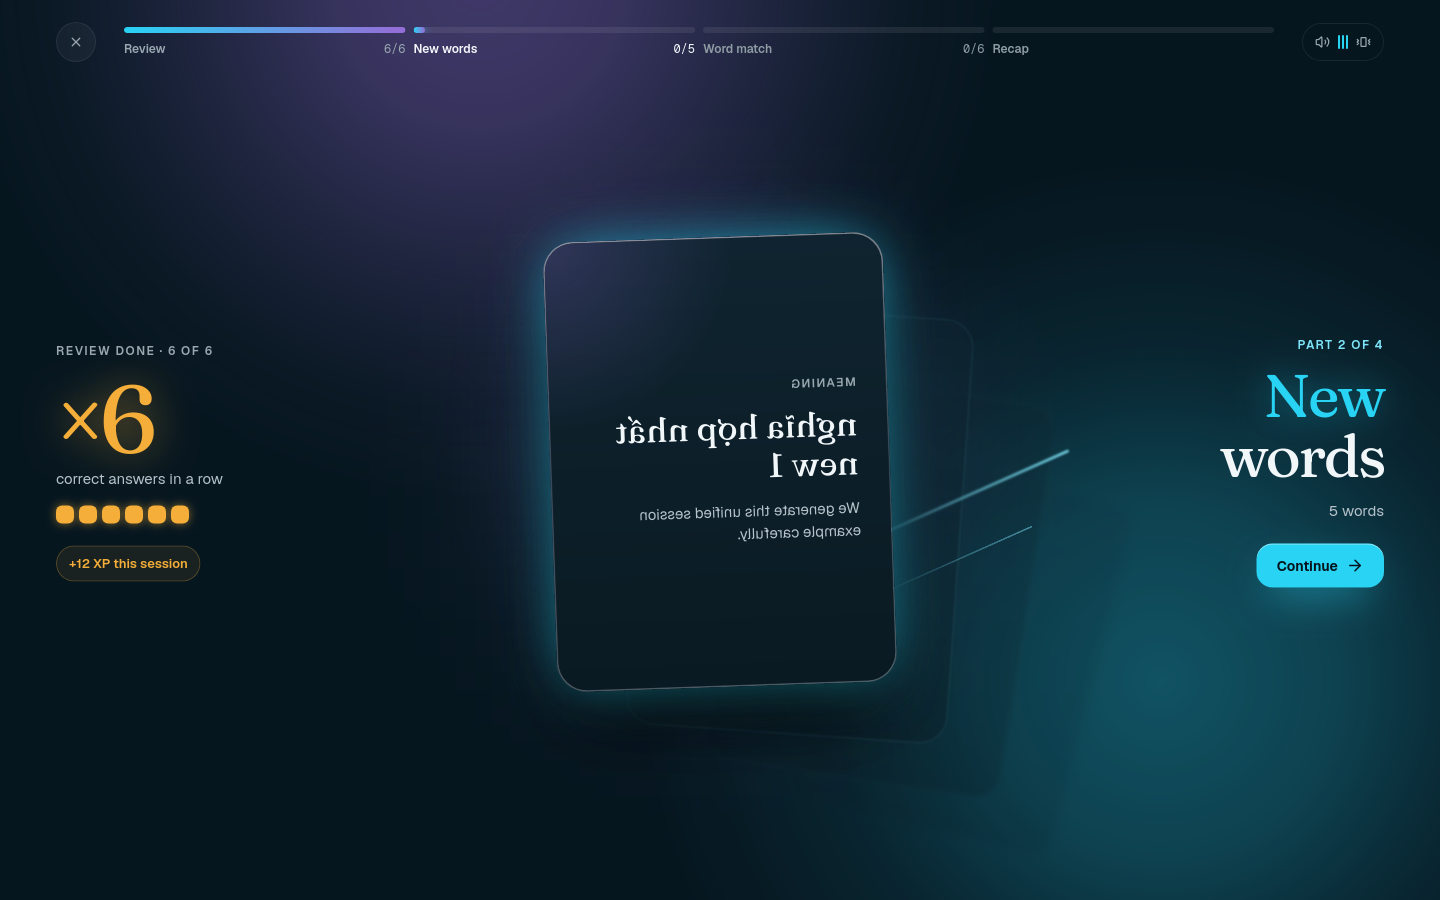 Review 6/6 New words 0/5 Word match 0/6 Recap
REVIEW DONE · 6 OF 6
×6
correct answers in a row
+12 XP this session
MEANING
nghĩa hợp nhất
new 1
We generate this unified session
example carefully.
PART 2 OF 4
New
words
5 words
Continue